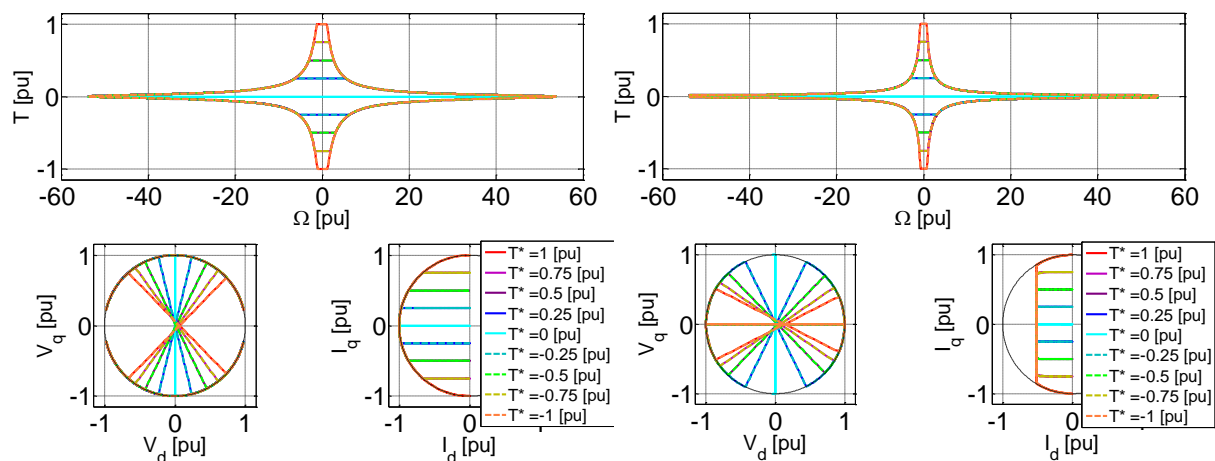 1
0
-1
T [pu]
-60 -40 -20 0 20 40 60
Ω [pu]
1
0
-1
V_q [pu]
-1 0 1
V_d [pu]
1
0
-1
I_q [pu]
-1 0
I_d [pu]
T* =1 [pu]
T* =0.75 [pu]
T* =0.5 [pu]
T* =0.25 [pu]
T* =0 [pu]
T* =-0.25 [pu]
T* =-0.5 [pu]
T* =-0.75 [pu]
T* =-1 [pu]
1
0
-1
T [pu]
-60 -40 -20 0 20 40 60
Ω [pu]
1
0
-1
V_q [pu]
-1 0 1
V_d [pu]
1
0
-1
I_q [pu]
-1 0
I_d [pu]
T* =1 [pu]
T* =0.75 [pu]
T* =0.5 [pu]
T* =0.25 [pu]
T* =0 [pu]
T* =-0.25 [pu]
T* =-0.5 [pu]
T* =-0.75 [pu]
T* =-1 [pu]